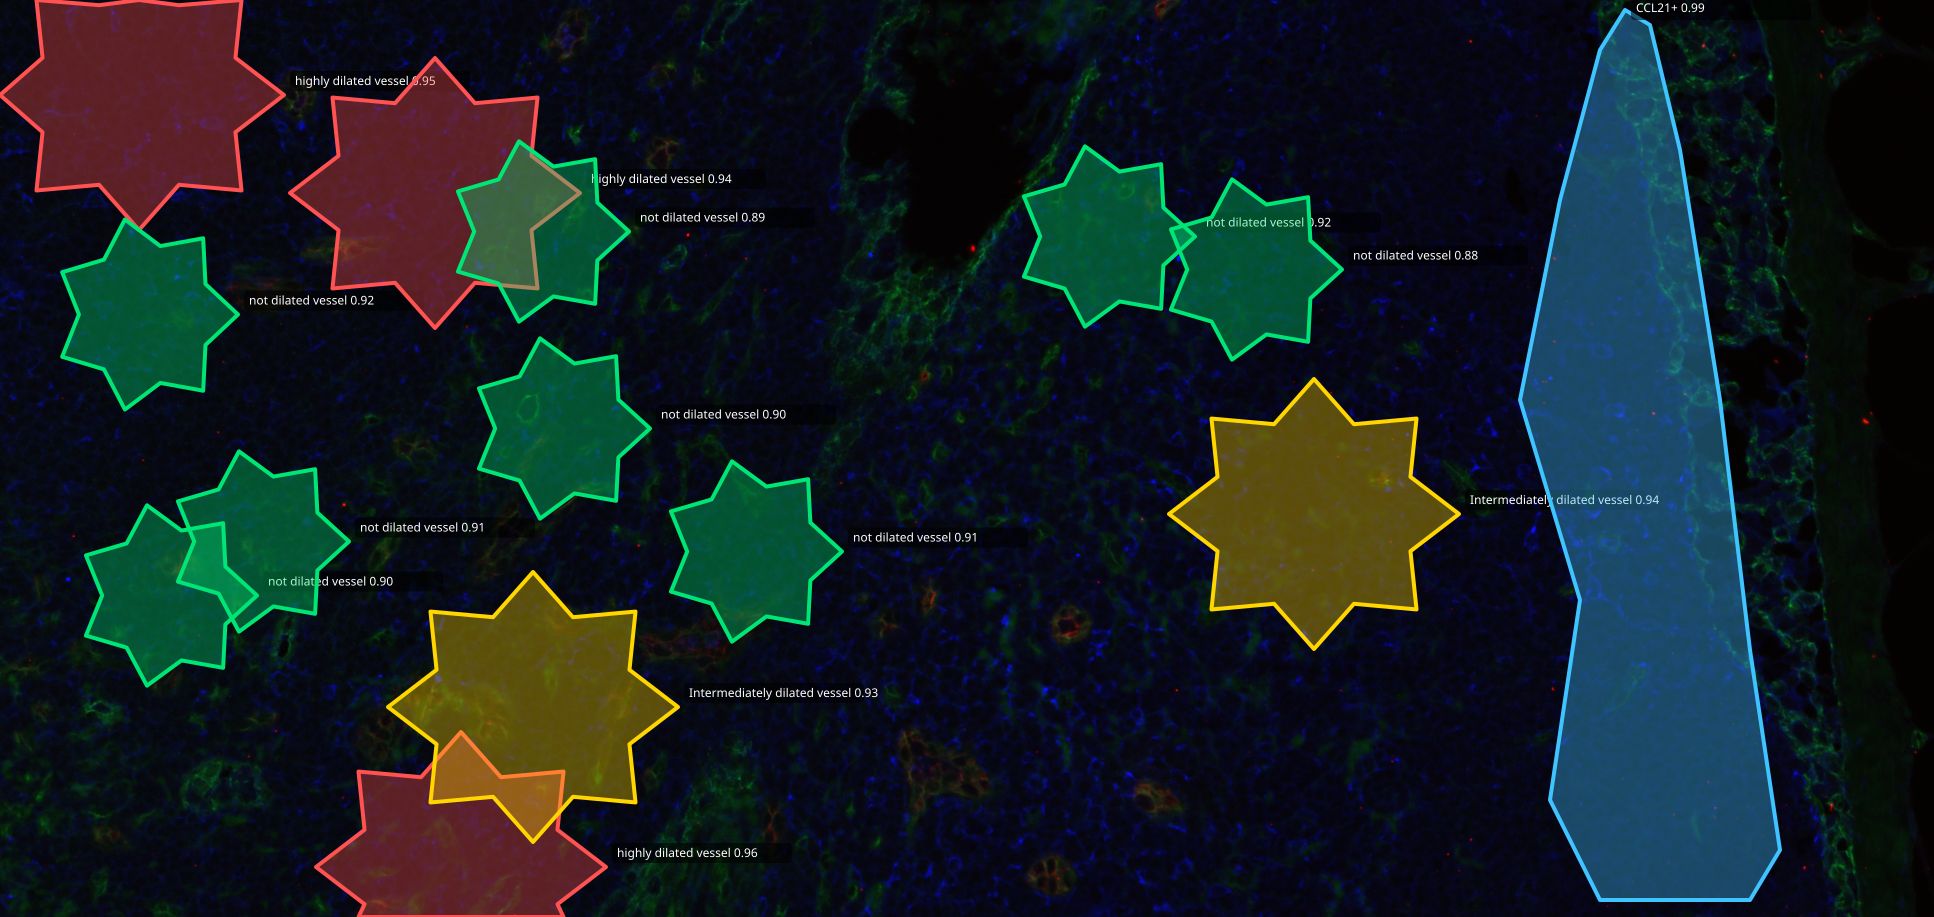 CCL21+ 0.99
highly dilated vessel 0.95
highly dilated vessel 0.94
not dilated vessel 0.89
not dilated vessel 0.92
not dilated vessel 0.88
not dilated vessel 0.92
not dilated vessel 0.90
Intermediately dilated vessel 0.94
not dilated vessel 0.91
not dilated vessel 0.91
not dilated vessel 0.90
Intermediately dilated vessel 0.93
highly dilated vessel 0.96